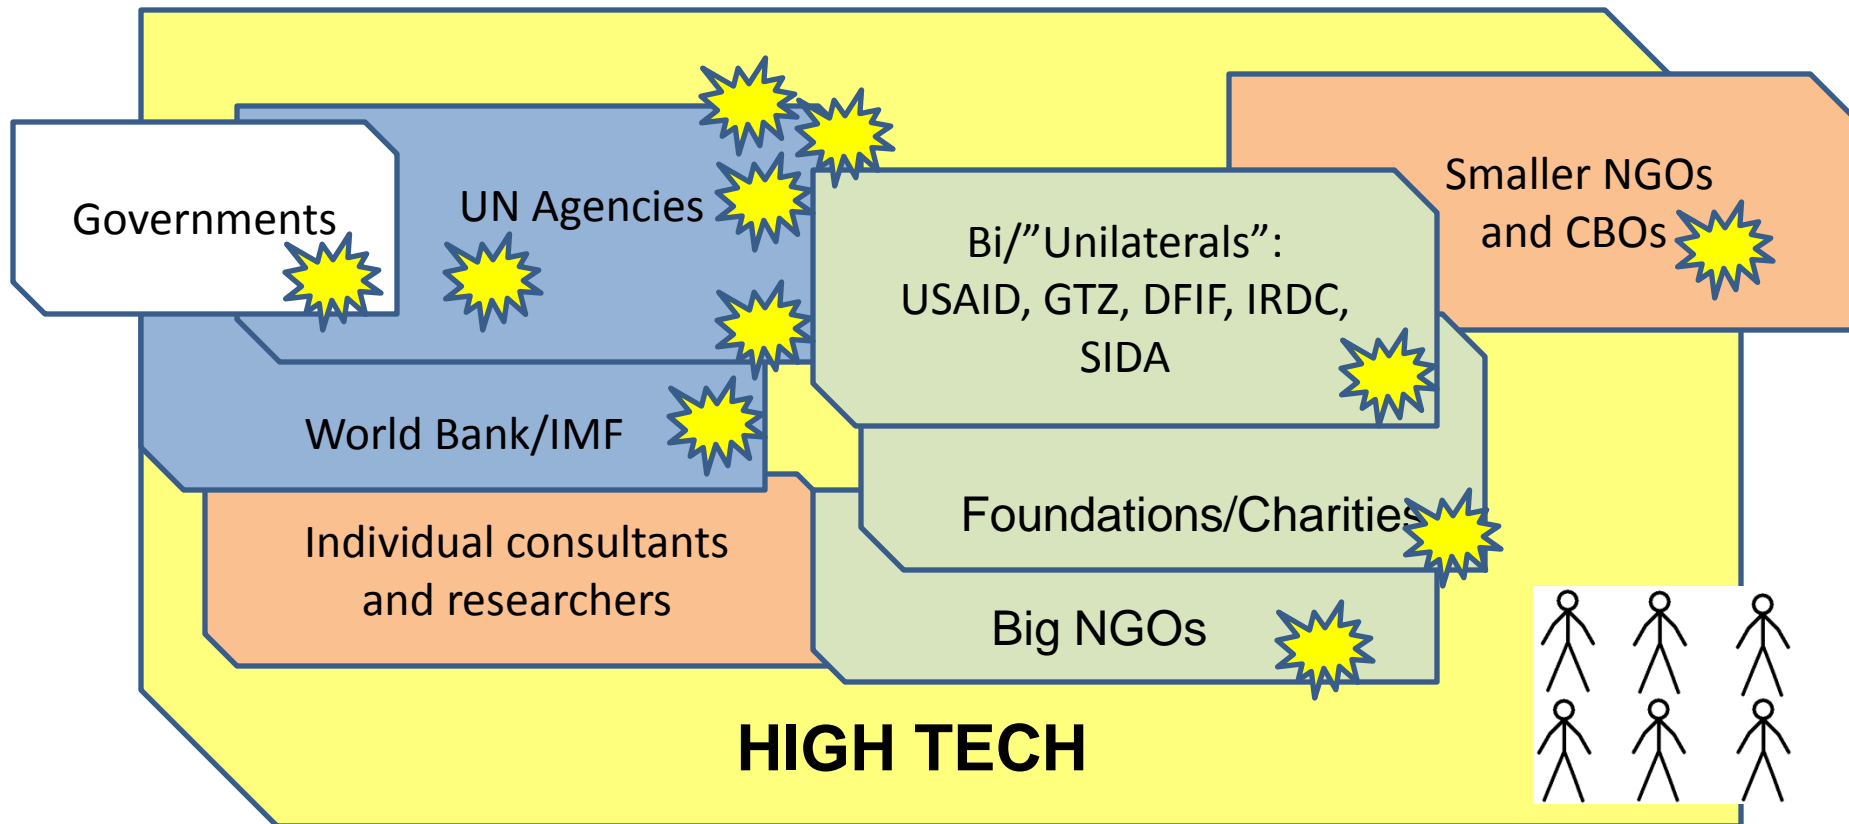 Governments
UN Agencies
Smaller NGOs
and CBOs
Bi/”Unilaterals”:
USAID, GTZ, DFIF, IRDC,
SIDA
World Bank/IMF
Foundations/Charities
Individual consultants
and researchers
Big NGOs
HIGH TECH